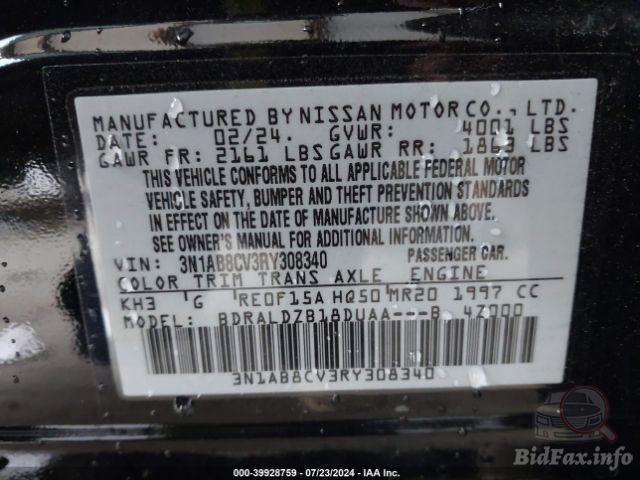 MANUFACTURED BY NISSAN MOTOR CO., LTD.
DATE: 02/24. GVWR: 4001 LBS
GAWR FR: 2161 LBS GAWR RR: 1863 LBS
THIS VEHICLE CONFORMS TO ALL APPLICABLE FEDERAL MOTOR
VEHICLE SAFETY, BUMPER AND THEFT PREVENTION STANDARDS
IN EFFECT ON THE DATE OF MANUFACTURE SHOWN ABOVE.
SEE OWNER'S MANUAL FOR ADDITIONAL INFORMATION.
VIN: 3N1AB8CV3RY308340 PASSENGER CAR.
COLOR TRIM TRANS AXLE ENGINE
KH3 G RE0F15A HQ50 MR20 1997 CC
MODEL: BDRALDZB18DUAA---B 4Z000
3N1AB8CV3RY308340
BidFax.info
000-39928759 - 07/23/2024 - IAA Inc.